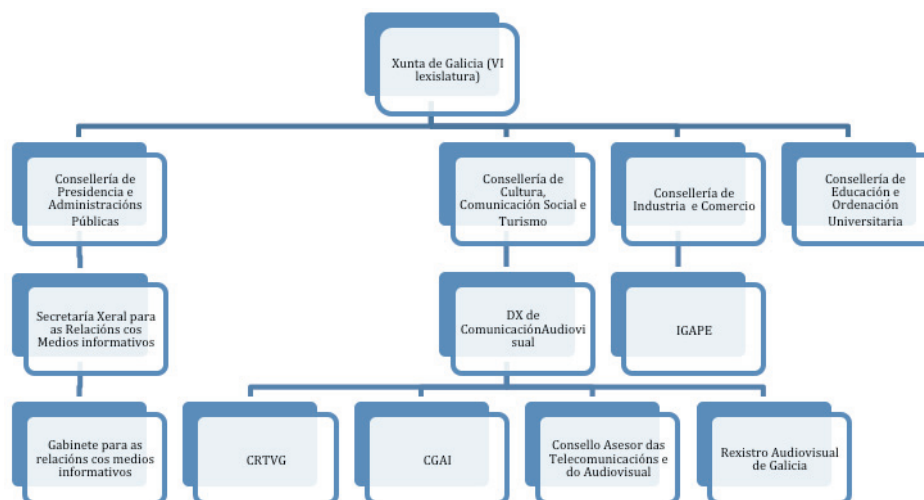 Xunta de Galicia (VI
lexislatura)
Consellería de
Presidencia e
Administracións
Públicas
Consellería de
Cultura,
Comunicación Social e
Turismo
Consellería de
Industria e Comercio
Consellería de
Educación e
Ordenación
Universitaria
Secretaría Xeral para
as Relacións cos
Medios informativos
DX de
ComunicaciónAudiovi
sual
IGAPE
Gabinete para as
relacións cos medios
informativos
CRTVG
CGAI
Consello Asesor das
Telecomunicacións e
do Audiovisual
Rexistro Audiovisual
de Galicia